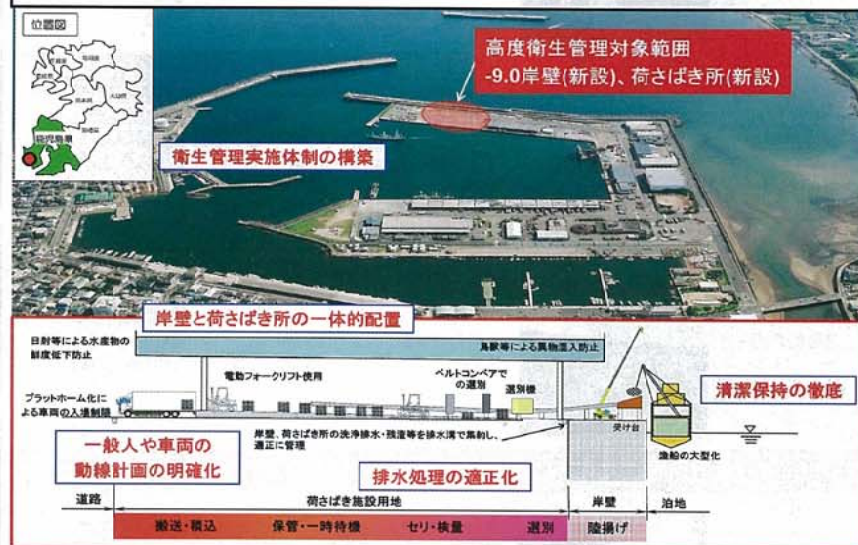 位置図
鹿児島県
高度衛生管理対象範囲
-9.0岸壁(新設)、荷さばき所(新設)
衛生管理実施体制の構築
岸壁と荷さばき所の一体的配置
日射等による水産物の
鮮度低下防止
鳥獣等による異物混入防止
電動フォークリフト使用
ベルトコンベアで
の選別
選別機
清潔保持の徹底
プラットホーム化に
よる車両の入場制限
岸壁、荷さばき所の洗浄排水・残渣等を排水溝で集約し、
適正に管理
受け台
漁船の大型化
一般人や車両の
動線計画の明確化
排水処理の適正化
道路
荷さばき施設用地
岸壁
泊地
搬送・積込
保管・一時待機
セリ・検量
選別
陸揚げ